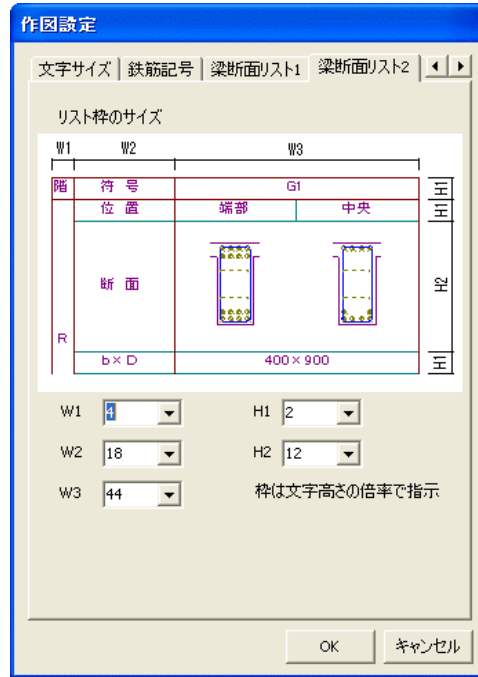 作図設定
文字サイズ 鉄筋記号 梁断面リスト1 梁断面リスト2
リスト枠のサイズ
W1 W2 W3
階 符 号 G1 H1
位 置 端部 中央 H1
断 面 H2
R
b×D 400×900 H1
W1 4 H1 2
W2 18 H2 12
W3 44 枠は文字高さの倍率で指示
OK キャンセル